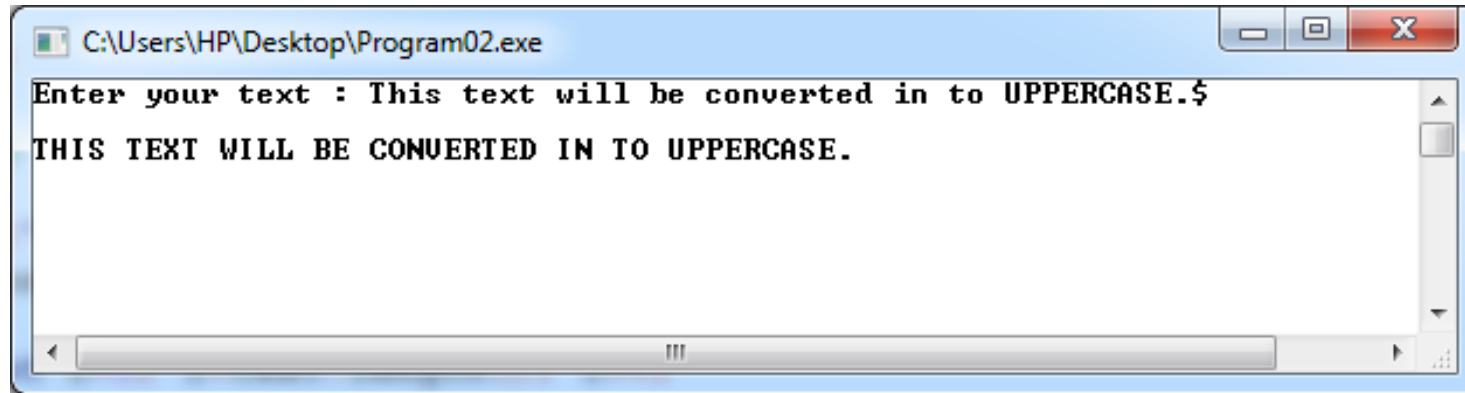 C:\Users\HP\Desktop\Program02.exe
Enter your text : This text will be converted in to UPPERCASE.$
THIS TEXT WILL BE CONVERTED IN TO UPPERCASE.